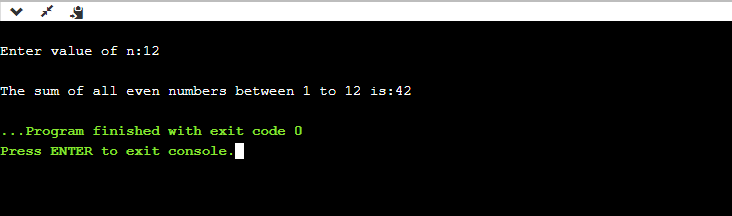 Enter value of n:12
The sum of all even numbers between 1 to 12 is:42
...Program finished with exit code 0
Press ENTER to exit console.